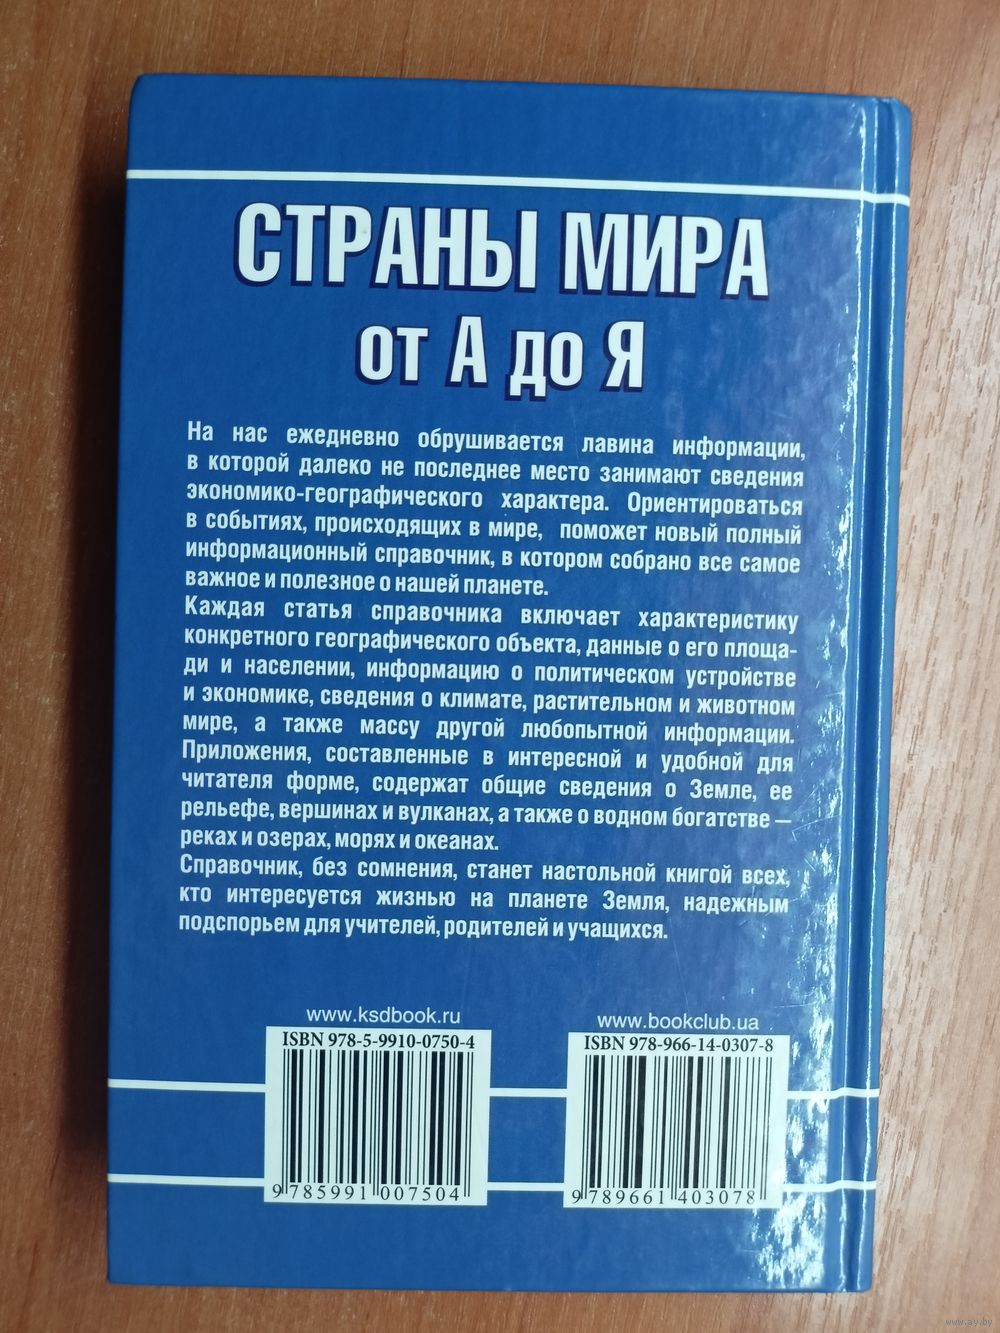 СТРАНЫ МИРА
от А до Я
На нас ежедневно обрушивается лавина информации,
в которой далеко не последнее место занимают сведения
экономико-географического характера. Ориентироваться
в событиях, происходящих в мире, поможет новый полный
информационный справочник, в котором собрано все самое
важное и полезное о нашей планете.
Каждая статья справочника включает характеристику
конкретного географического объекта, данные о его площа-
ди и населении, информацию о политическом устройстве
и экономике, сведения о климате, растительном и животном
мире, а также массу другой любопытной информации.
Приложения, составленные в интересной и удобной для
читателя форме, содержат общие сведения о Земле, ее
рельефе, вершинах и вулканах, а также о водном богатстве —
реках и озерах, морях и океанах.
Справочник, без сомнения, станет настольной книгой всех,
кто интересуется жизнью на планете Земля, надежным
подспорьем для учителей, родителей и учащихся.
www.ksdbook.ru
ISBN 978-5-9910-0750-4
9 785991 007504
www.bookclub.ua
ISBN 978-966-14-0307-8
9 789661 403078
www.ay.by